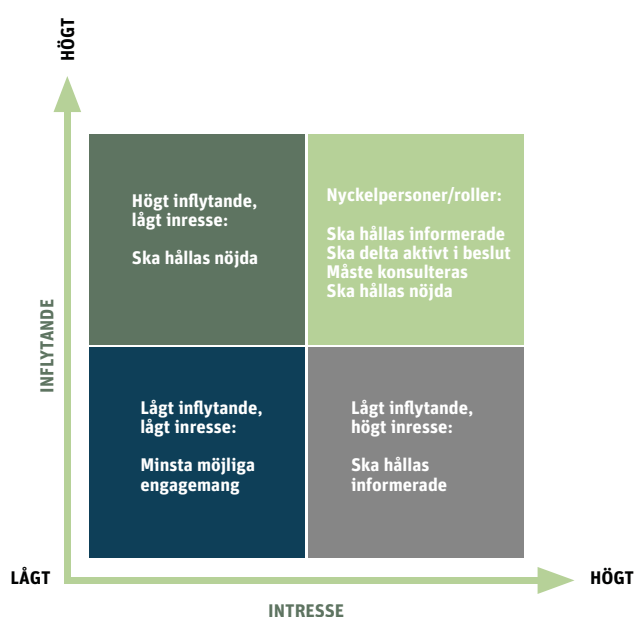 HÖGT
Högt inflytande,
lågt inresse:
Ska hållas nöjda
Nyckelpersoner/roller:
Ska hållas informerade
Ska delta aktivt i beslut
Måste konsulteras
Ska hållas nöjda
INFLYTANDE
Lågt inflytande,
lågt inresse:
Minsta möjliga
engagemang
Lågt inflytande,
högt inresse:
Ska hållas
informerade
LÅGT
HÖGT
INTRESSE